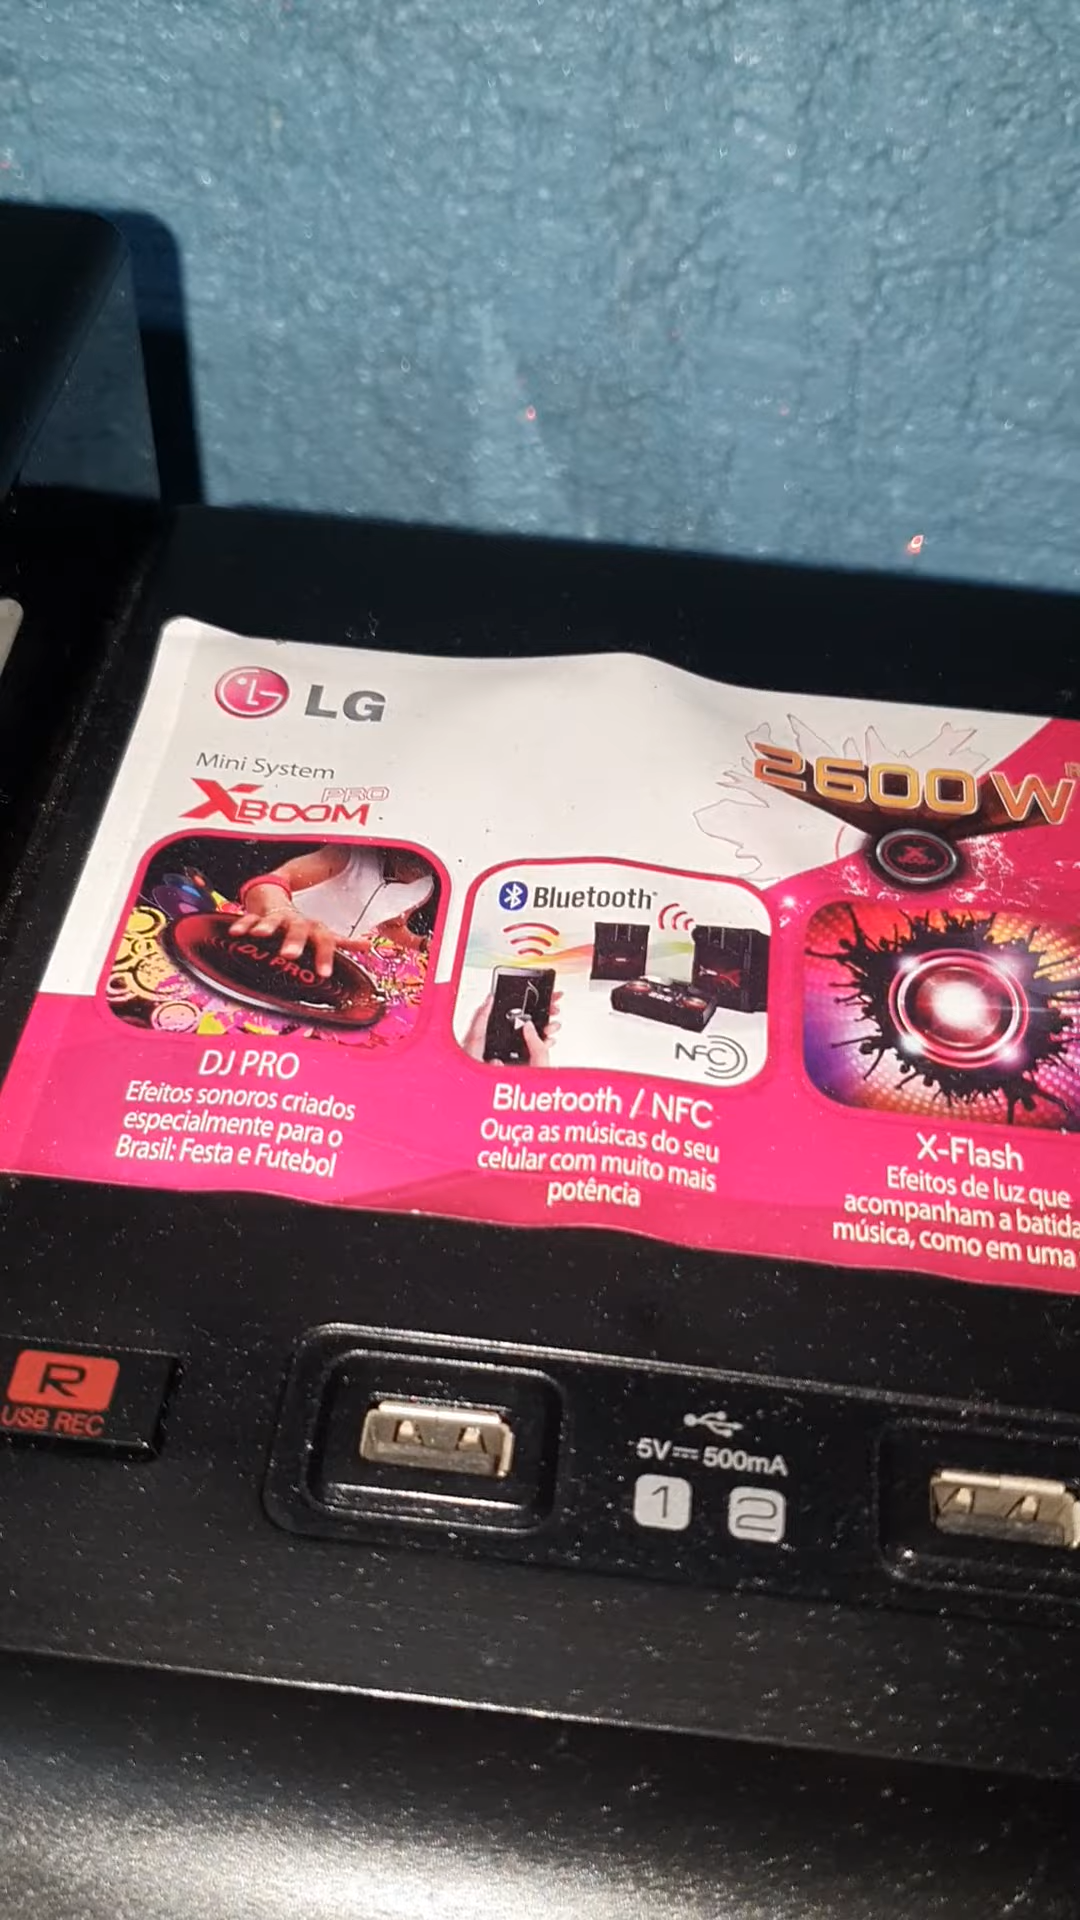 LG
Mini System
XBOOM PRO
2600 W
DJ PRO
Bluetooth
NFC
DJ PRO
Efeitos sonoros criados
especialmente para o
Brasil: Festa e Futebol
Bluetooth / NFC
Ouça as músicas do seu
celular com muito mais
potência
X-Flash
Efeitos de luz que
acompanham a batida
música, como em uma
R
USB REC
5V 500mA
1 2